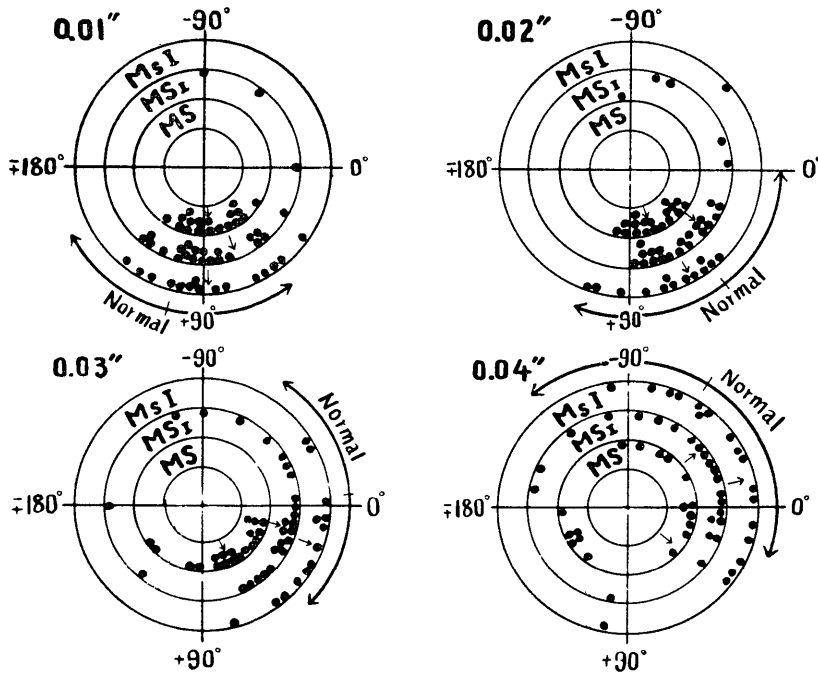 0.01″
-90°
MsI
MSI
MS
∓180°
0°
Normal
+90°
0.02″
-90°
MsI
MSI
MS
∓180°
0°
Normal
+90°
0.03″
-90°
MsI
MSI
MS
Normal
∓180°
0°
+90°
0.04″
-90°
MsI
MSI
MS
Normal
∓180°
0°
+90°